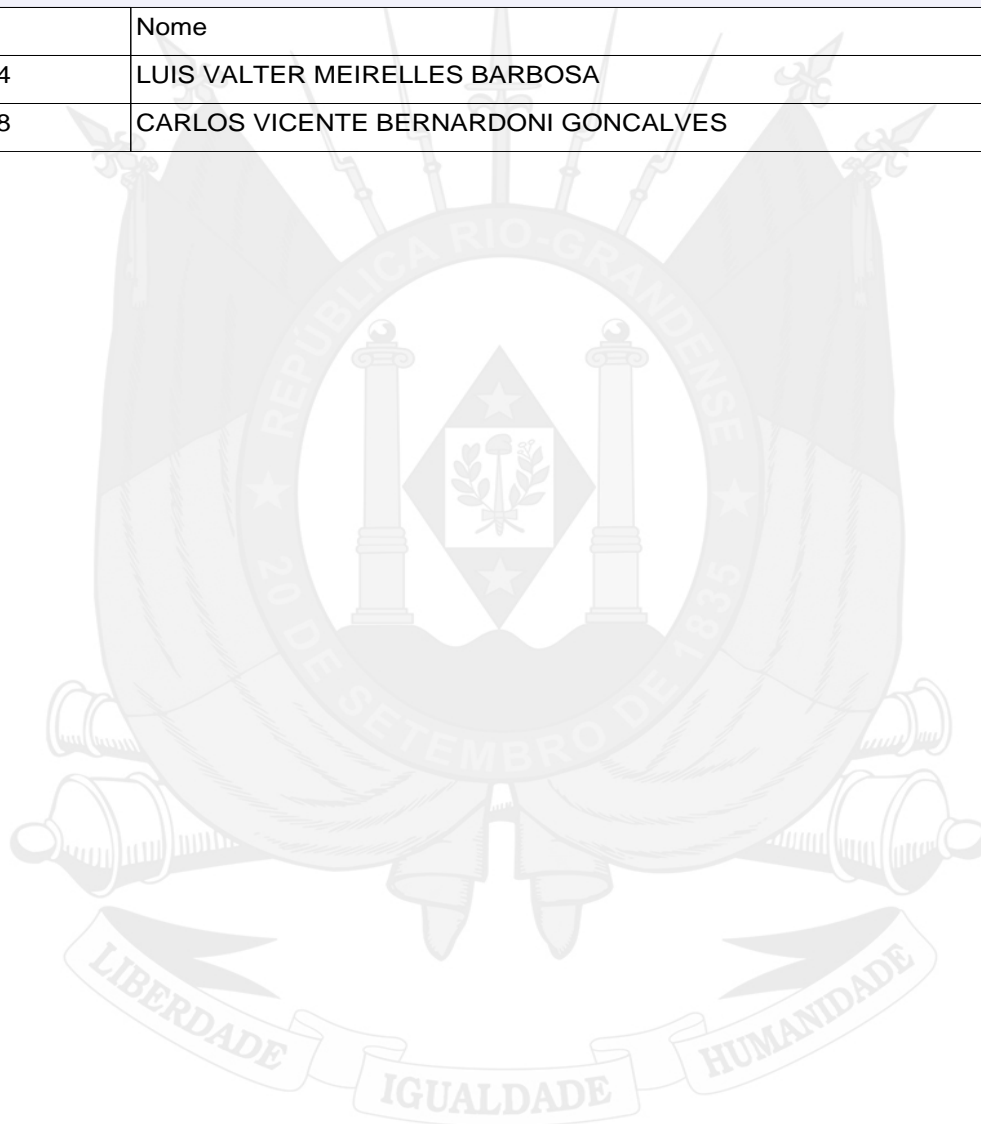 Nome
4 LUIS VALTER MEIRELLES BARBOSA
8 CARLOS VICENTE BERNARDONI GONCALVES
REPÚBLICA RIO-GRANDENSE
20 DE SETEMBRO DE 1835
LIBERDADE IGUALDADE HUMANIDADE